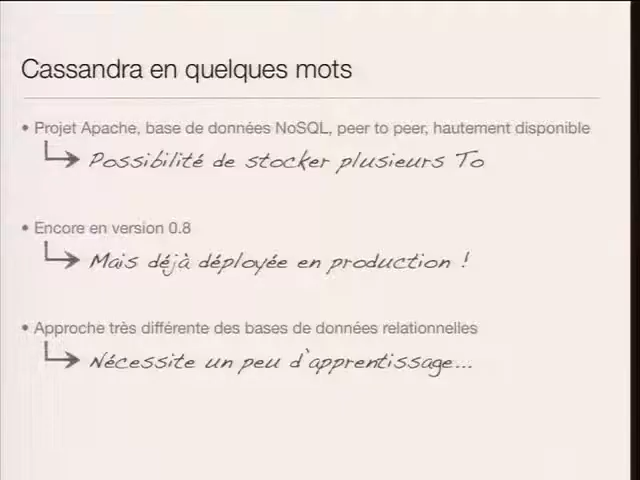 Cassandra en quelques mots
• Projet Apache, base de données NoSQL, peer to peer, hautement disponible
Possibilité de stocker plusieurs To
• Encore en version 0.8
Mais déjà déployée en production !
• Approche très différente des bases de données relationnelles
Nécessite un peu d'apprentissage...